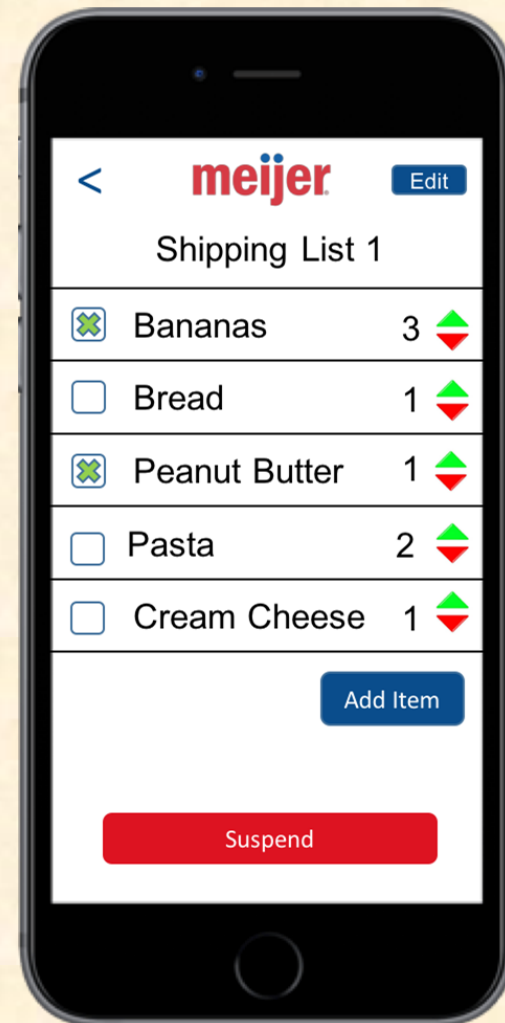 < meijer Edit
Shipping List 1
Bananas 3
Bread 1
Peanut Butter 1
Pasta 2
Cream Cheese 1
Add Item
Suspend